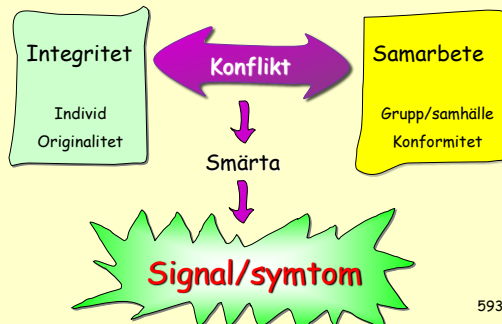 Integritet
Individ
Originalitet
Konflikt
Samarbete
Grupp/samhälle
Konformitet
Smärta
Signal/symtom
593